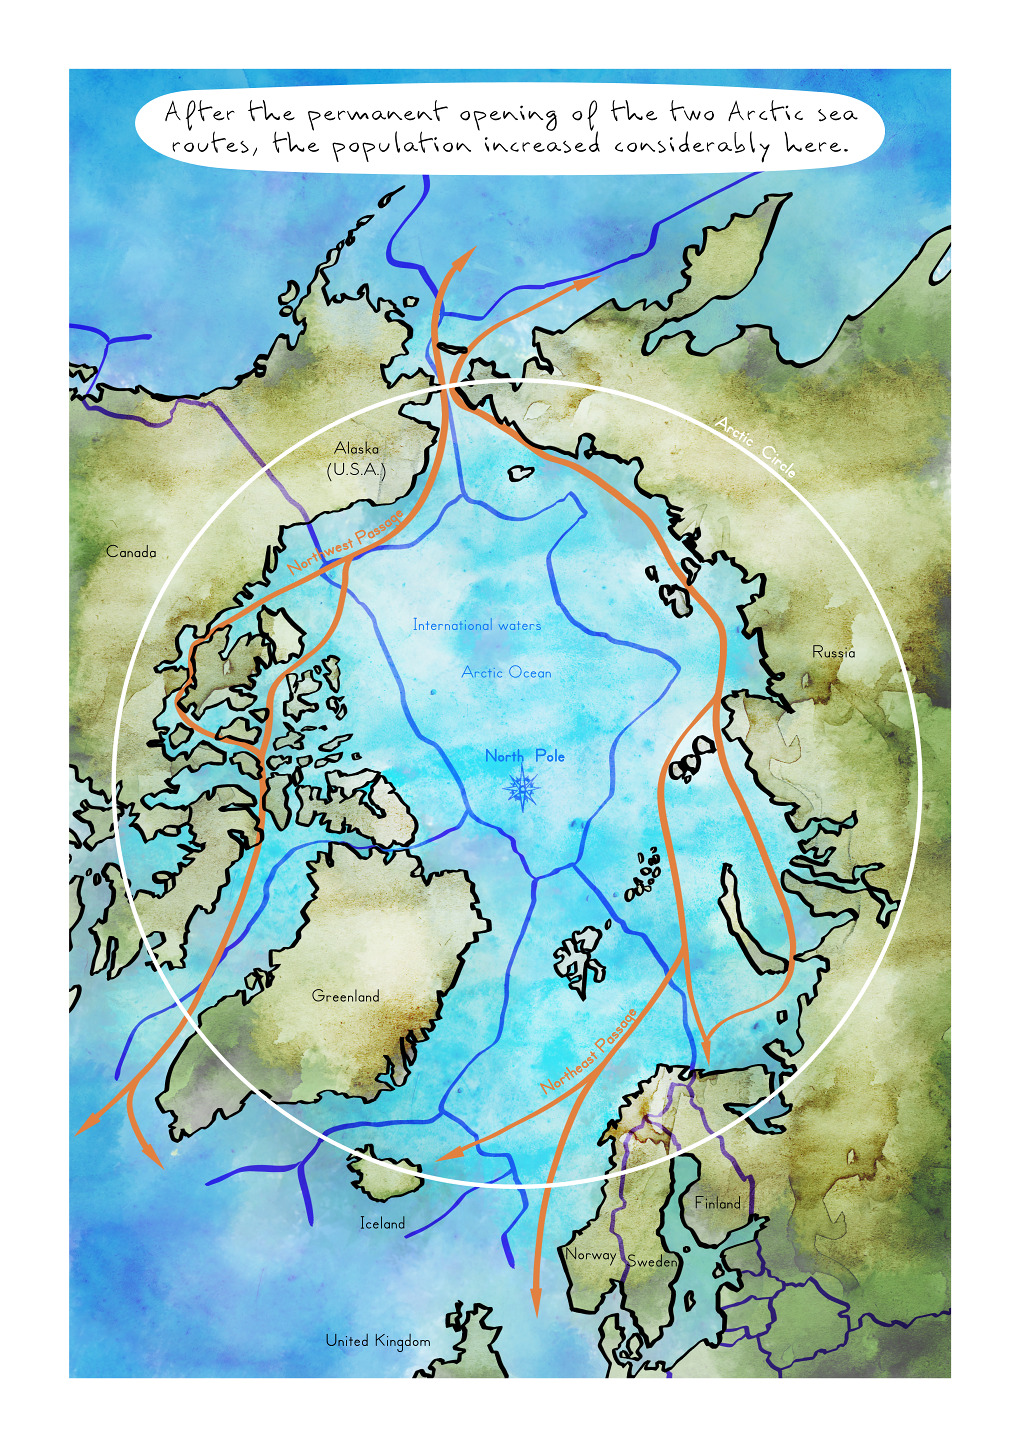 After the permanent opening of the two Arctic sea
routes, the population increased considerably here.
Arctic Circle
Alaska
(U.S.A.)
Northwest Passage
Canada
International waters
Russia
Arctic Ocean
North Pole
Greenland
Northeast Passage
Finland
Iceland
Norway
Sweden
United Kingdom